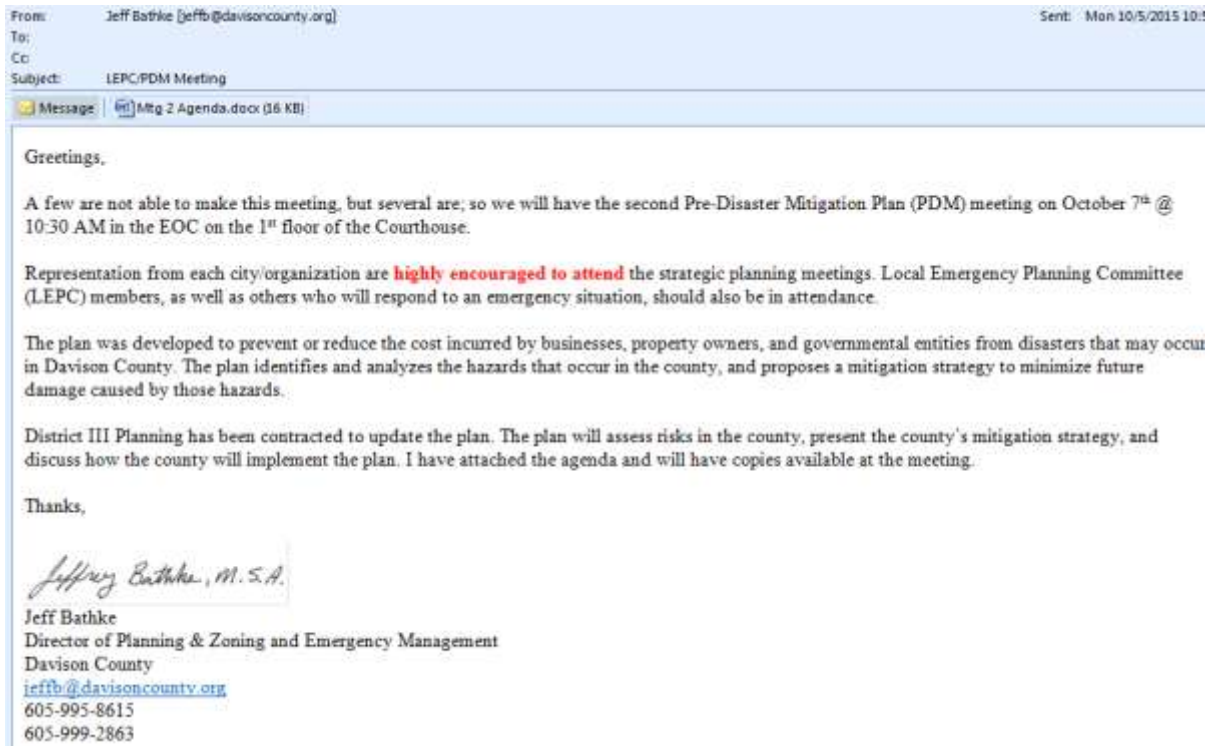 From: Jeff Bathke [jeffb@davisoncounty.org] Sent: Mon 10/5/2015 10:5
To:
Cc:
Subject: LEPC/PDM Meeting
Message Mtg 2 Agenda.docx (16 KB)
Greetings,
A few are not able to make this meeting, but several are; so we will have the second Pre-Disaster Mitigation Plan (PDM) meeting on October 7th @
10:30 AM in the EOC on the 1st floor of the Courthouse.
Representation from each city/organization are highly encouraged to attend the strategic planning meetings. Local Emergency Planning Committee
(LEPC) members, as well as others who will respond to an emergency situation, should also be in attendance.
The plan was developed to prevent or reduce the cost incurred by businesses, property owners, and governmental entities from disasters that may occur
in Davison County. The plan identifies and analyzes the hazards that occur in the county, and proposes a mitigation strategy to minimize future
damage caused by those hazards.
District III Planning has been contracted to update the plan. The plan will assess risks in the county, present the county's mitigation strategy, and
discuss how the county will implement the plan. I have attached the agenda and will have copies available at the meeting.
Thanks,
Jeffrey Bathke, M.S.A.
Jeff Bathke
Director of Planning & Zoning and Emergency Management
Davison County
jeffb@davisoncounty.org
605-995-8615
605-999-2863